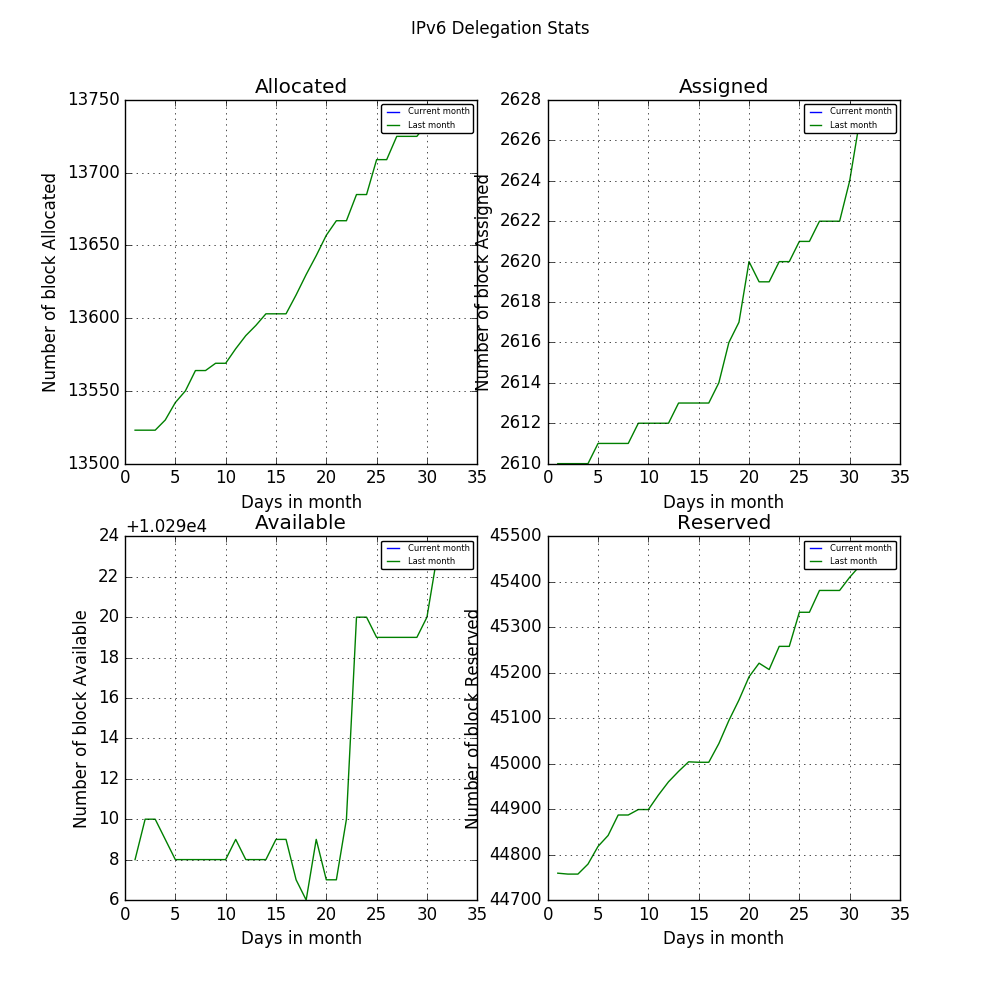 IPv6 Delegation Stats
Allocated
Number of block Allocated
13750
13700
13650
13600
13550
13500
Current month
Last month
0 5 10 15 20 25 30 35
Days in month
Assigned
Number of block Assigned
2628
2626
2624
2622
2620
2618
2616
2614
2612
2610
Current month
Last month
0 5 10 15 20 25 30 35
Days in month
Available
+1.029e4
Number of block Available
24
22
20
18
16
14
12
10
8
6
Current month
Last month
0 5 10 15 20 25 30 35
Days in month
Reserved
Number of block Reserved
45500
45400
45300
45200
45100
45000
44900
44800
44700
Current month
Last month
0 5 10 15 20 25 30 35
Days in month